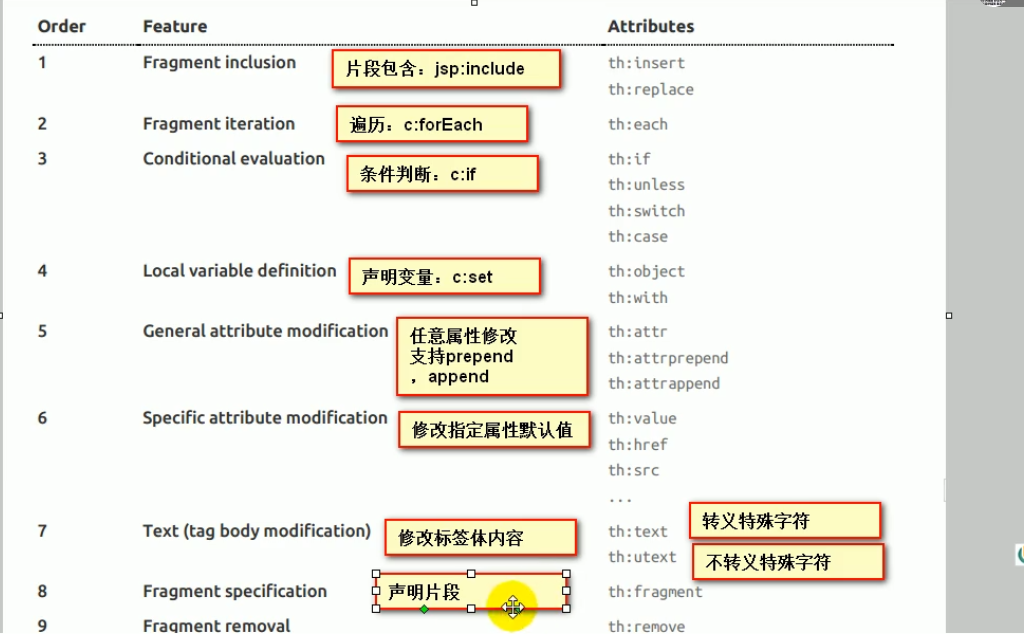 Order Feature Attributes
1 Fragment inclusion 片段包含：jsp:include th:insert
th:replace
2 Fragment iteration 遍历：c:forEach th:each
3 Conditional evaluation 条件判断：c:if th:if
th:unless
th:switch
th:case
4 Local variable definition 声明变量：c:set th:object
th:with
5 General attribute modification 任意属性修改 th:attr
支持prepend th:attrprepend
，append th:attrappend
6 Specific attribute modification 修改指定属性默认值 th:value
th:href
th:src
...
7 Text (tag body modification) 修改标签体内容 th:text 转义特殊字符
th:utext 不转义特殊字符
8 Fragment specification 声明片段 th:fragment
9 Fragment removal th:remove